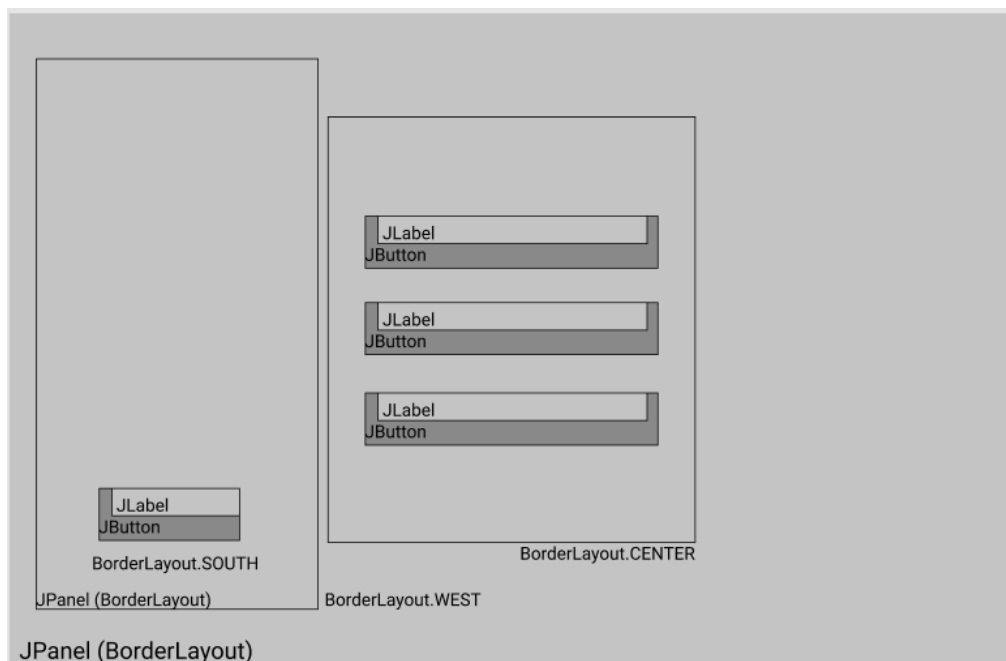 JLabel
JButton
JLabel
JButton
JLabel
JButton
JLabel
JButton
BorderLayout.SOUTH
BorderLayout.CENTER
JPanel (BorderLayout)
BorderLayout.WEST
JPanel (BorderLayout)